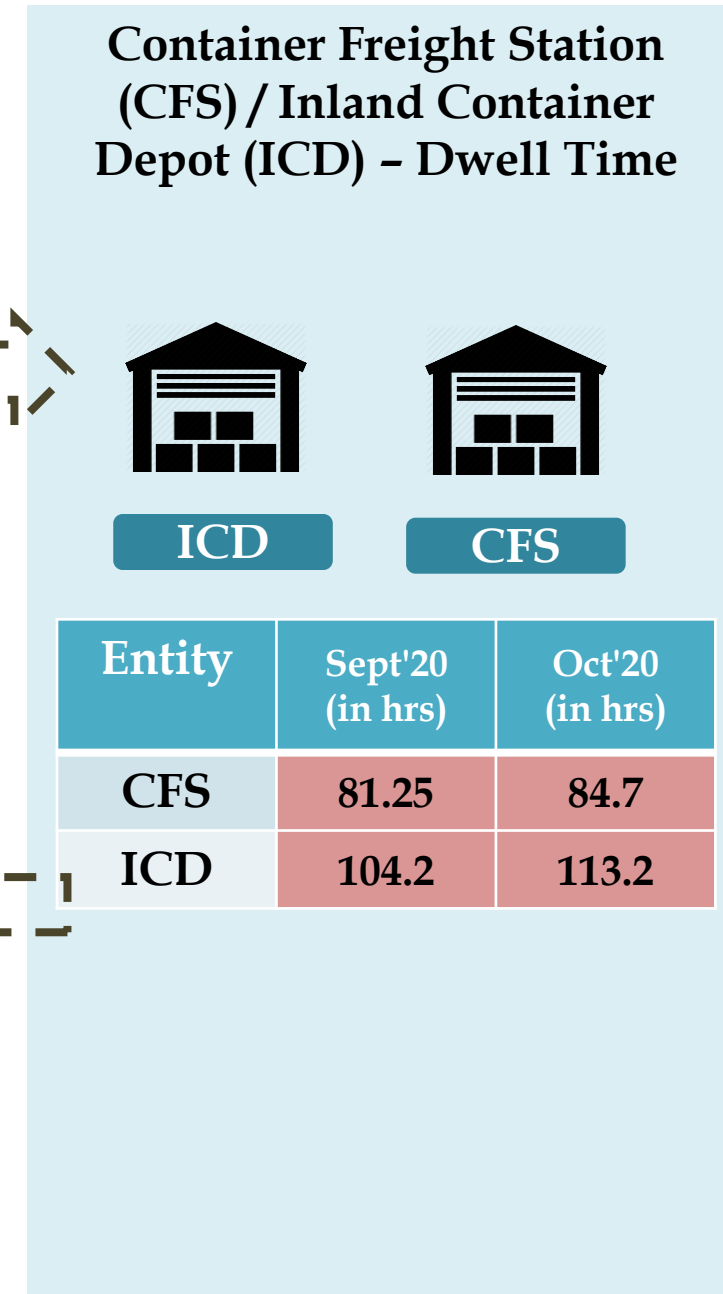 Container Freight Station
(CFS) / Inland Container
Depot (ICD) – Dwell Time
ICD
CFS
Entity Sept'20 Oct'20
(in hrs) (in hrs)
CFS 81.25 84.7
ICD 104.2 113.2